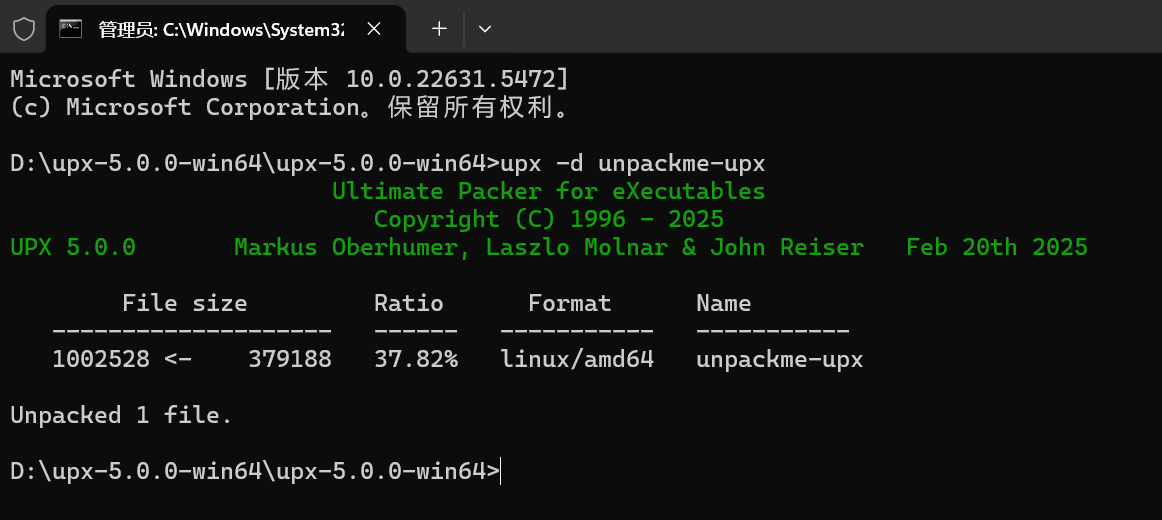 管理员: C:\Windows\System32
Microsoft Windows [版本 10.0.22631.5472]
(c) Microsoft Corporation。保留所有权利。
D:\upx-5.0.0-win64\upx-5.0.0-win64>upx -d unpackme-upx
Ultimate Packer for eXecutables
Copyright (C) 1996 - 2025
UPX 5.0.0 Markus Oberhumer, Laszlo Molnar & John Reiser Feb 20th 2025
File size Ratio Format Name
-------------------- ------ ----------- -----------
1002528 <- 379188 37.82% linux/amd64 unpackme-upx
Unpacked 1 file.
D:\upx-5.0.0-win64\upx-5.0.0-win64>